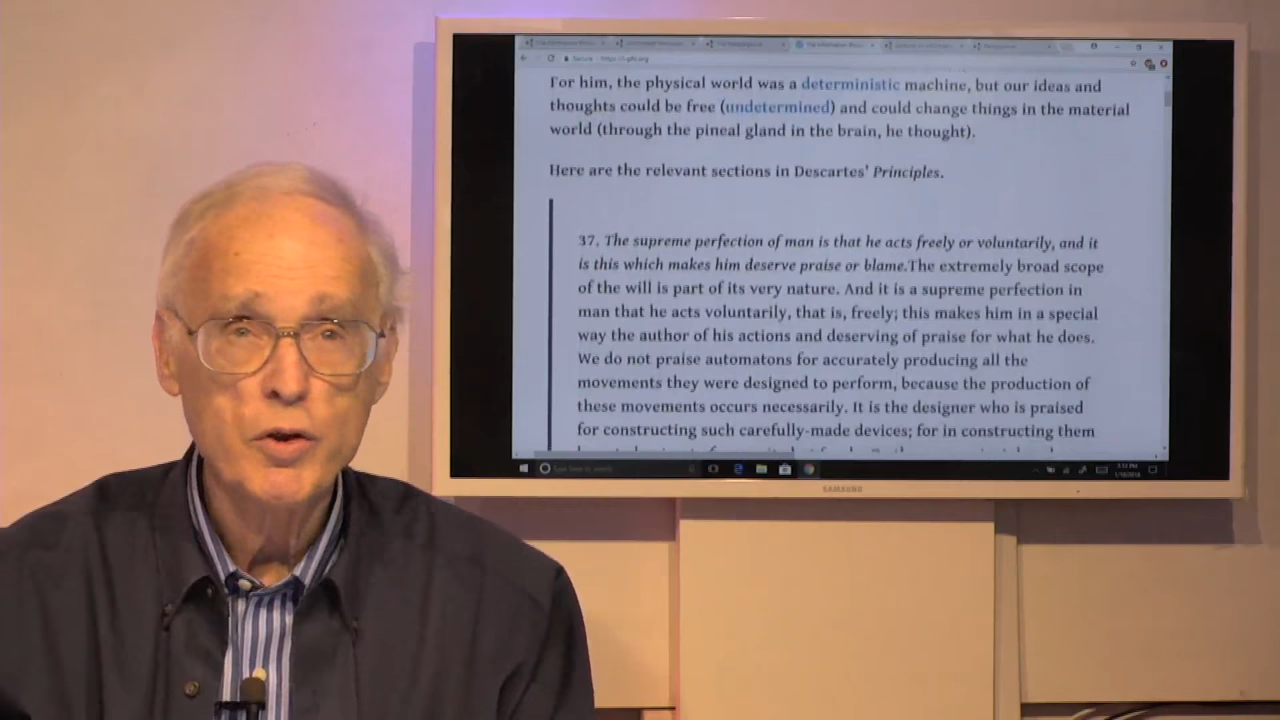 Secure
For him, the physical world was a deterministic machine, but our ideas and
thoughts could be free (undetermined) and could change things in the material
world (through the pineal gland in the brain, he thought).
Here are the relevant sections in Descartes' Principles.
37. The supreme perfection of man is that he acts freely or voluntarily, and it
is this which makes him deserve praise or blame.The extremely broad scope
of the will is part of its very nature. And it is a supreme perfection in
man that he acts voluntarily, that is, freely; this makes him in a special
way the author of his actions and deserving of praise for what he does.
We do not praise automatons for accurately producing all the
movements they were designed to perform, because the production of
these movements occurs necessarily. It is the designer who is praised
for constructing such carefully-made devices; for in constructing them
SAMSUNG